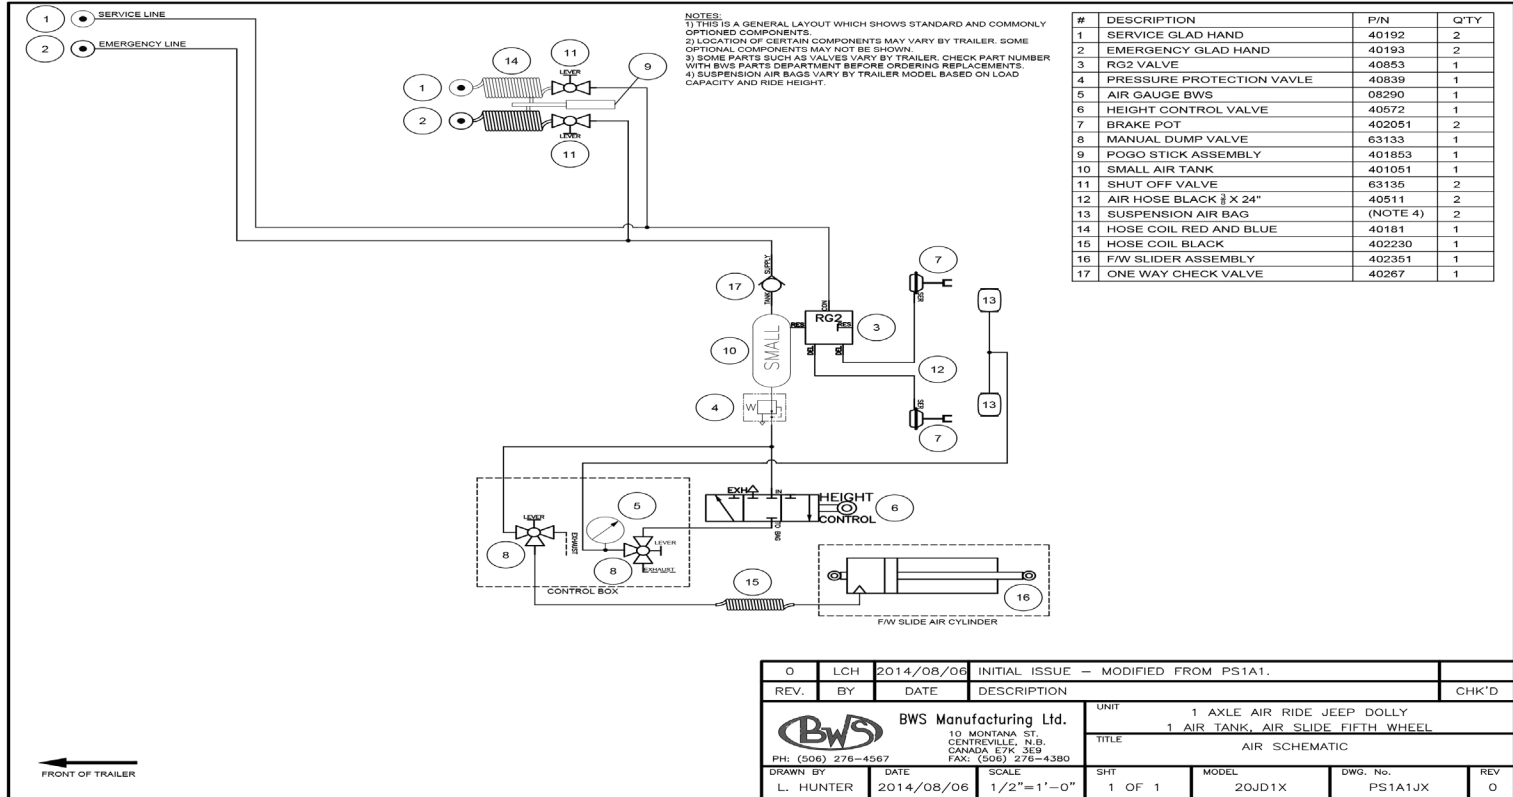 1 SERVICE LINE
2 EMERGENCY LINE
NOTES:
1) THIS IS A GENERAL LAYOUT WHICH SHOWS STANDARD AND COMMONLY
OPTIONED COMPONENTS.
2) LOCATION OF CERTAIN COMPONENTS MAY VARY BY TRAILER. SOME
OPTIONAL COMPONENTS MAY NOT BE SHOWN.
3) SOME PARTS SUCH AS VALVES VARY BY TRAILER. CHECK PART NUMBER
WITH BWS PARTS DEPARTMENT BEFORE ORDERING REPLACEMENTS.
4) SUSPENSION AIR BAGS VARY BY TRAILER MODEL BASED ON LOAD
CAPACITY AND RIDE HEIGHT.
# DESCRIPTION P/N Q'TY
1 SERVICE GLAD HAND 40192 2
2 EMERGENCY GLAD HAND 40193 2
3 RG2 VALVE 40853 1
4 PRESSURE PROTECTION VAVLE 40839 1
5 AIR GAUGE BWS 08290 1
6 HEIGHT CONTROL VALVE 40572 1
7 BRAKE POT 402051 2
8 MANUAL DUMP VALVE 63133 1
9 POGO STICK ASSEMBLY 401853 1
10 SMALL AIR TANK 401051 1
11 SHUT OFF VALVE 63135 2
12 AIR HOSE BLACK X 24" 40511 2
13 SUSPENSION AIR BAG (NOTE 4) 2
14 HOSE COIL RED AND BLUE 40181 1
15 HOSE COIL BLACK 402230 1
16 F/W SLIDER ASSEMBLY 402351 1
17 ONE WAY CHECK VALVE 40267 1
11
14
LEVER
9
1
2
LEVER
11
SUPPLY
17
TANK
CON
RG2
RES
RES
3
DEL
DEL
SMALL
10
4
W
7
SER
13
12
SER
7
13
EXH
IN
HEIGHT
CONTROL
6
TO BAG
5
LEVER
EXHAUST
8
LEVER
8
EXHAUST
CONTROL BOX
15
16
F/W SLIDE AIR CYLINDER
FRONT OF TRAILER
0 LCH 2014/08/06 INITIAL ISSUE – MODIFIED FROM PS1A1.
REV. BY DATE DESCRIPTION CHK'D
BWS
BWS Manufacturing Ltd.
10 MONTANA ST.
CENTREVILLE, N.B.
CANADA E7K 3E9
PH: (506) 276-4567 FAX: (506) 276-4380
UNIT
1 AXLE AIR RIDE JEEP DOLLY
1 AIR TANK, AIR SLIDE FIFTH WHEEL
TITLE
AIR SCHEMATIC
DRAWN BY DATE SCALE SHT MODEL DWG. No. REV
L. HUNTER 2014/08/06 1/2"=1'-0" 1 OF 1 20JD1X PS1A1JX 0